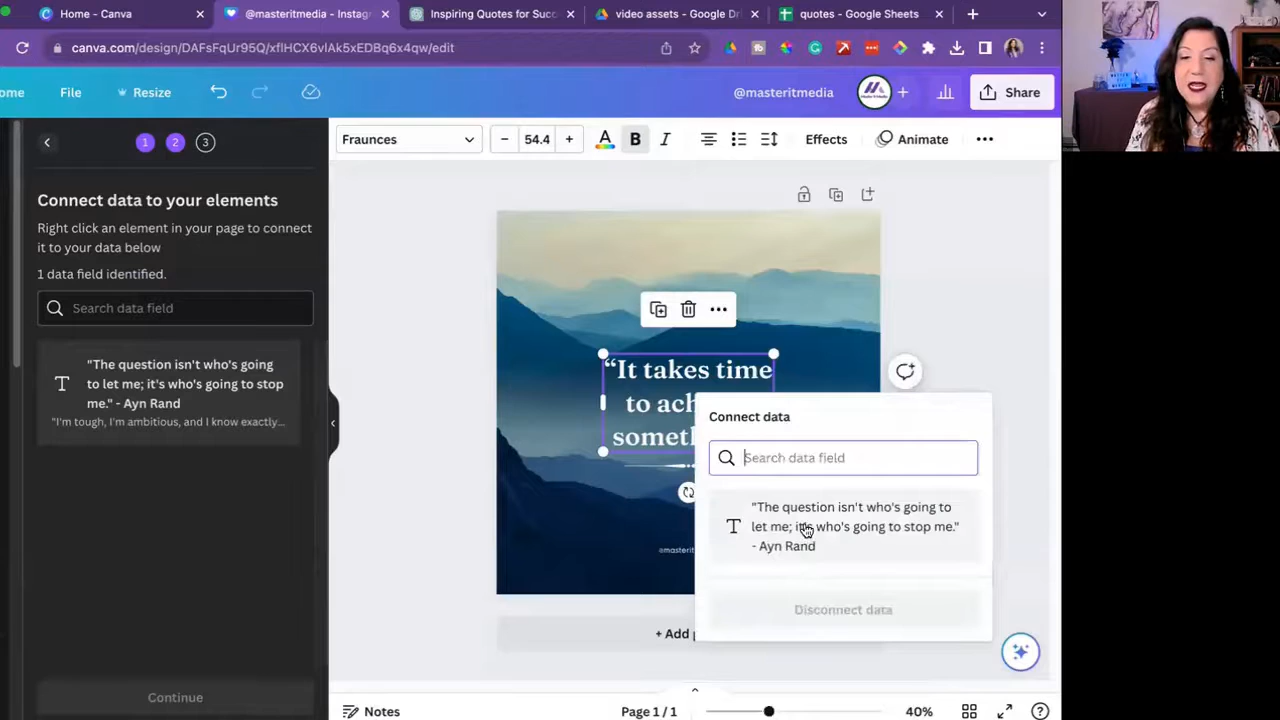 Home - Canva
@masteritmedia - Instag
Inspiring Quotes for Succ
video assets - Google Dri
quotes - Google Sheets
canva.com/design/DAFsFqUr95Q/xflHCX6vlAk5xEDBq6x4qw/edit
ome
File
Resize
@masteritmedia
Share
1
2
3
Fraunces
54.4
A
B
I
Effects
Animate
Connect data to your elements
Right click an element in your page to connect
it to your data below
1 data field identified.
Search data field
T
"The question isn't who's going
to let me; it's who's going to stop
me." - Ayn Rand
"I'm tough, I'm ambitious, and I know exactly...
“It takes time
to ach
someth
@masterit
Connect data
Search data field
T
"The question isn't who's going to
let me; it's who's going to stop me."
- Ayn Rand
Disconnect data
+ Add p
Continue
Notes
Page 1 / 1
40%